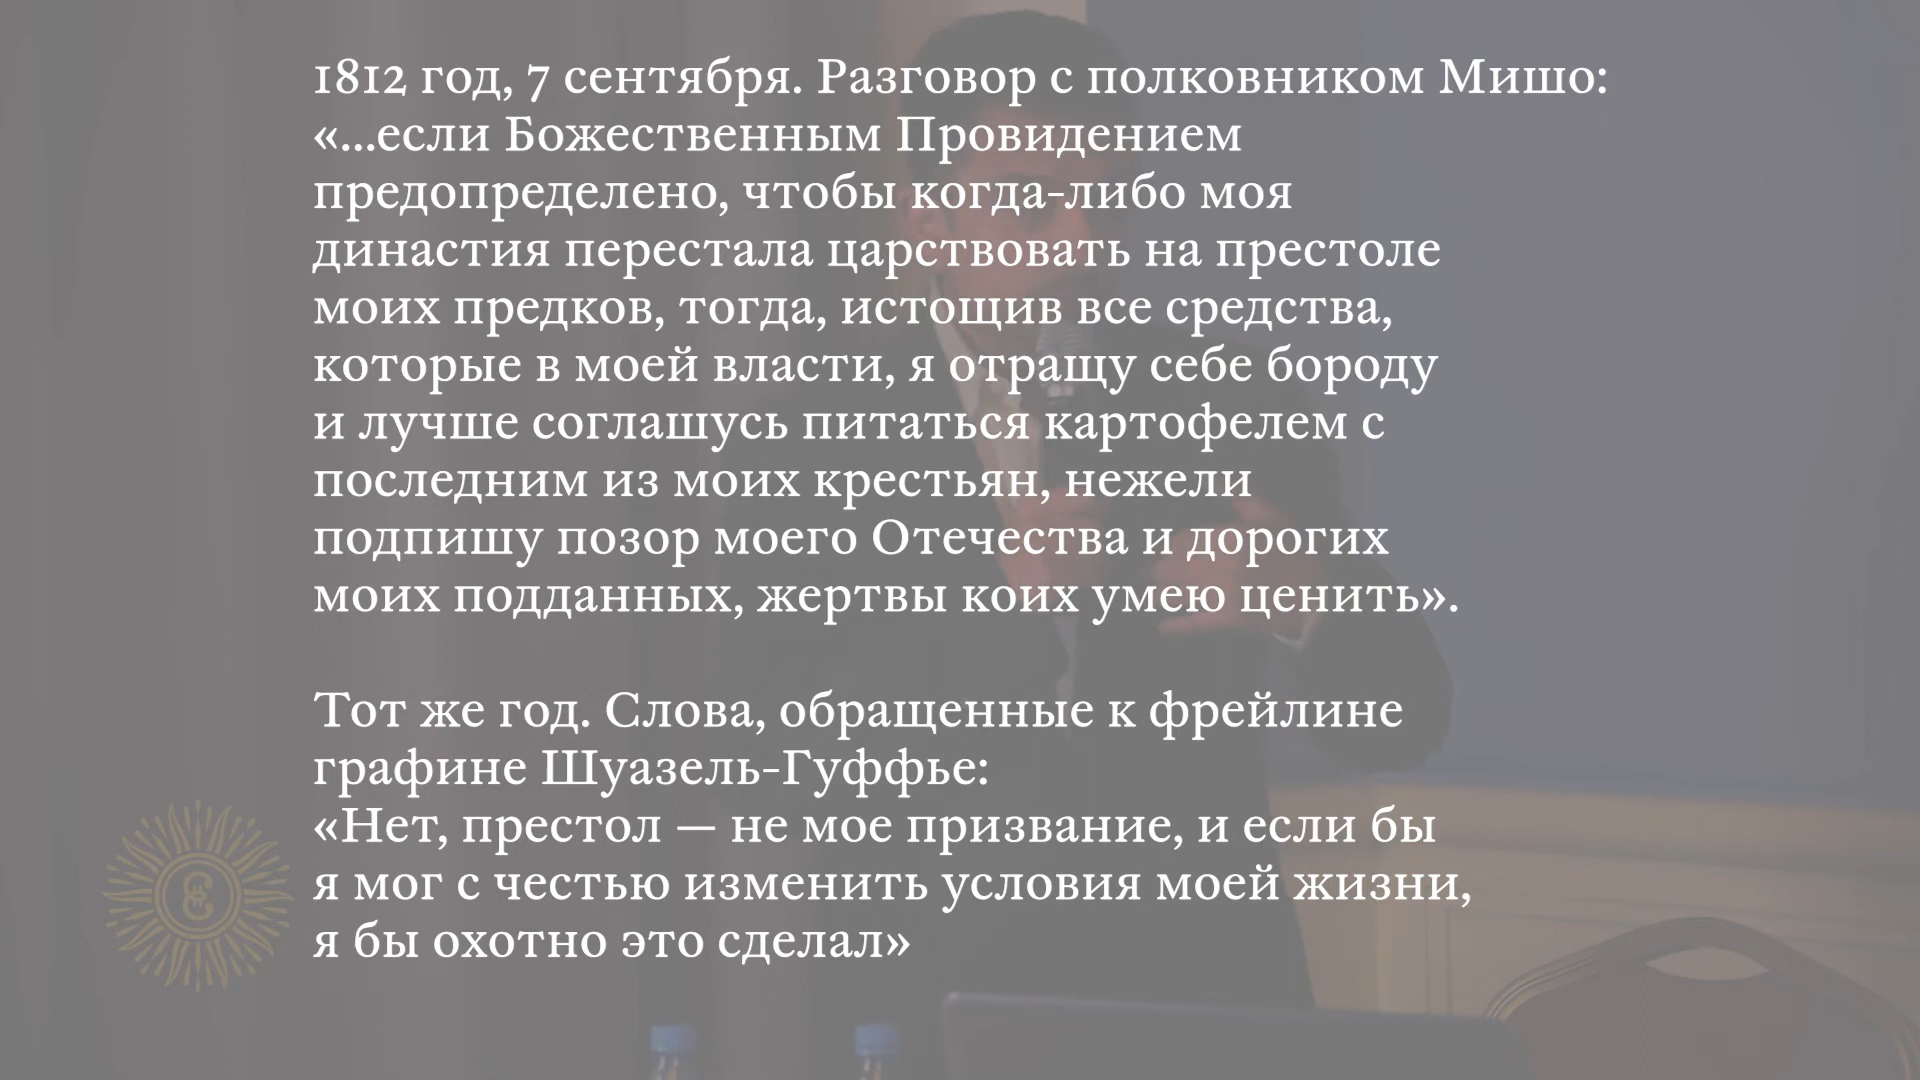 1812 год, 7 сентября. Разговор с полковником Мишо:
«...если Божественным Провидением
предопределено, чтобы когда-либо моя
династия перестала царствовать на престоле
моих предков, тогда, истощив все средства,
которые в моей власти, я отращу себе бороду
и лучше соглашусь питаться картофелем с
последним из моих крестьян, нежели
подпишу позор моего Отечества и дорогих
моих подданных, жертвы коих умею ценить».
Тот же год. Слова, обращенные к фрейлине
графине Шуазель-Гуффье:
«Нет, престол — не мое призвание, и если бы
я мог с честью изменить условия моей жизни,
я бы охотно это сделал»